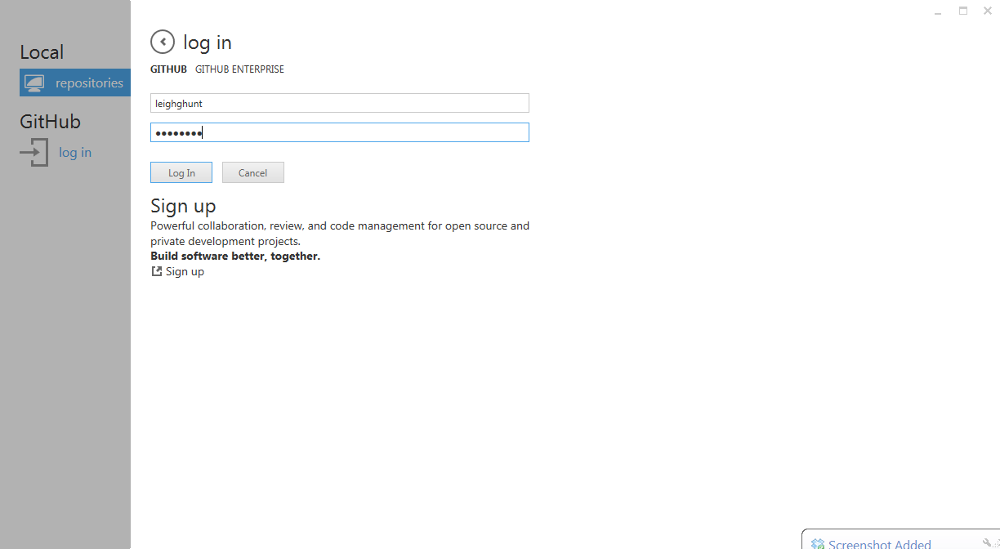 Local
repositories
GitHub
log in
log in
GITHUB GITHUB ENTERPRISE
leighghunt
••••••••
Log In Cancel
Sign up
Powerful collaboration, review, and code management for open source and
private development projects.
Build software better, together.
Sign up
Screenshot Added